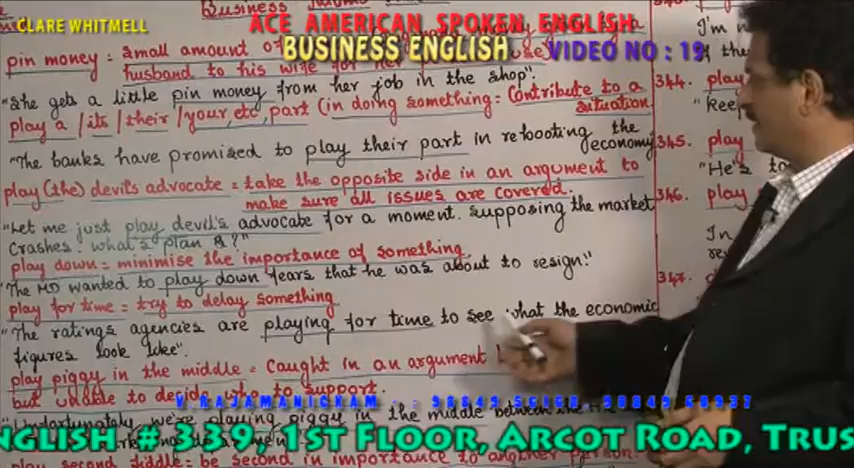 Business Idioms
CLARE WHITMELL
ACE AMERICAN SPOKEN ENGLISH
BUSINESS ENGLISH
VIDEO NO : 19
pin money = small amount of
husband to his wife for her
"She gets a little pin money from her job in the shop".
play a /its/their/your, etc, part (in doing something) = Contribute to a
situation
"The banks have promised to play their part in rebooting the
economy
play (the) devil's advocate = take the opposite side in an argument to
make sure all issues are covered.
"Let me just play devil's advocate for a moment. supposing the market
crashes. what's plan B?"
play down = minimise the importance of something
"The MD wanted to play down fears that he was about to resign."
play for time = try to delay something
"The ratings agencies are playing for time to see what the economic
figures look like".
play piggy in the middle = caught in an argument
but unable to decide who to support.
"Unfortunately we're playing piggy in the middle between the
play second fiddle = be second in importance to another person.
I'm n
If the
344. play
"keep
345. play
"He's to
346. play
In
347.
V. RAJAMANICKAM
NGLISH # 339, 1ST FLOOR, ARCOT ROAD, TRUS